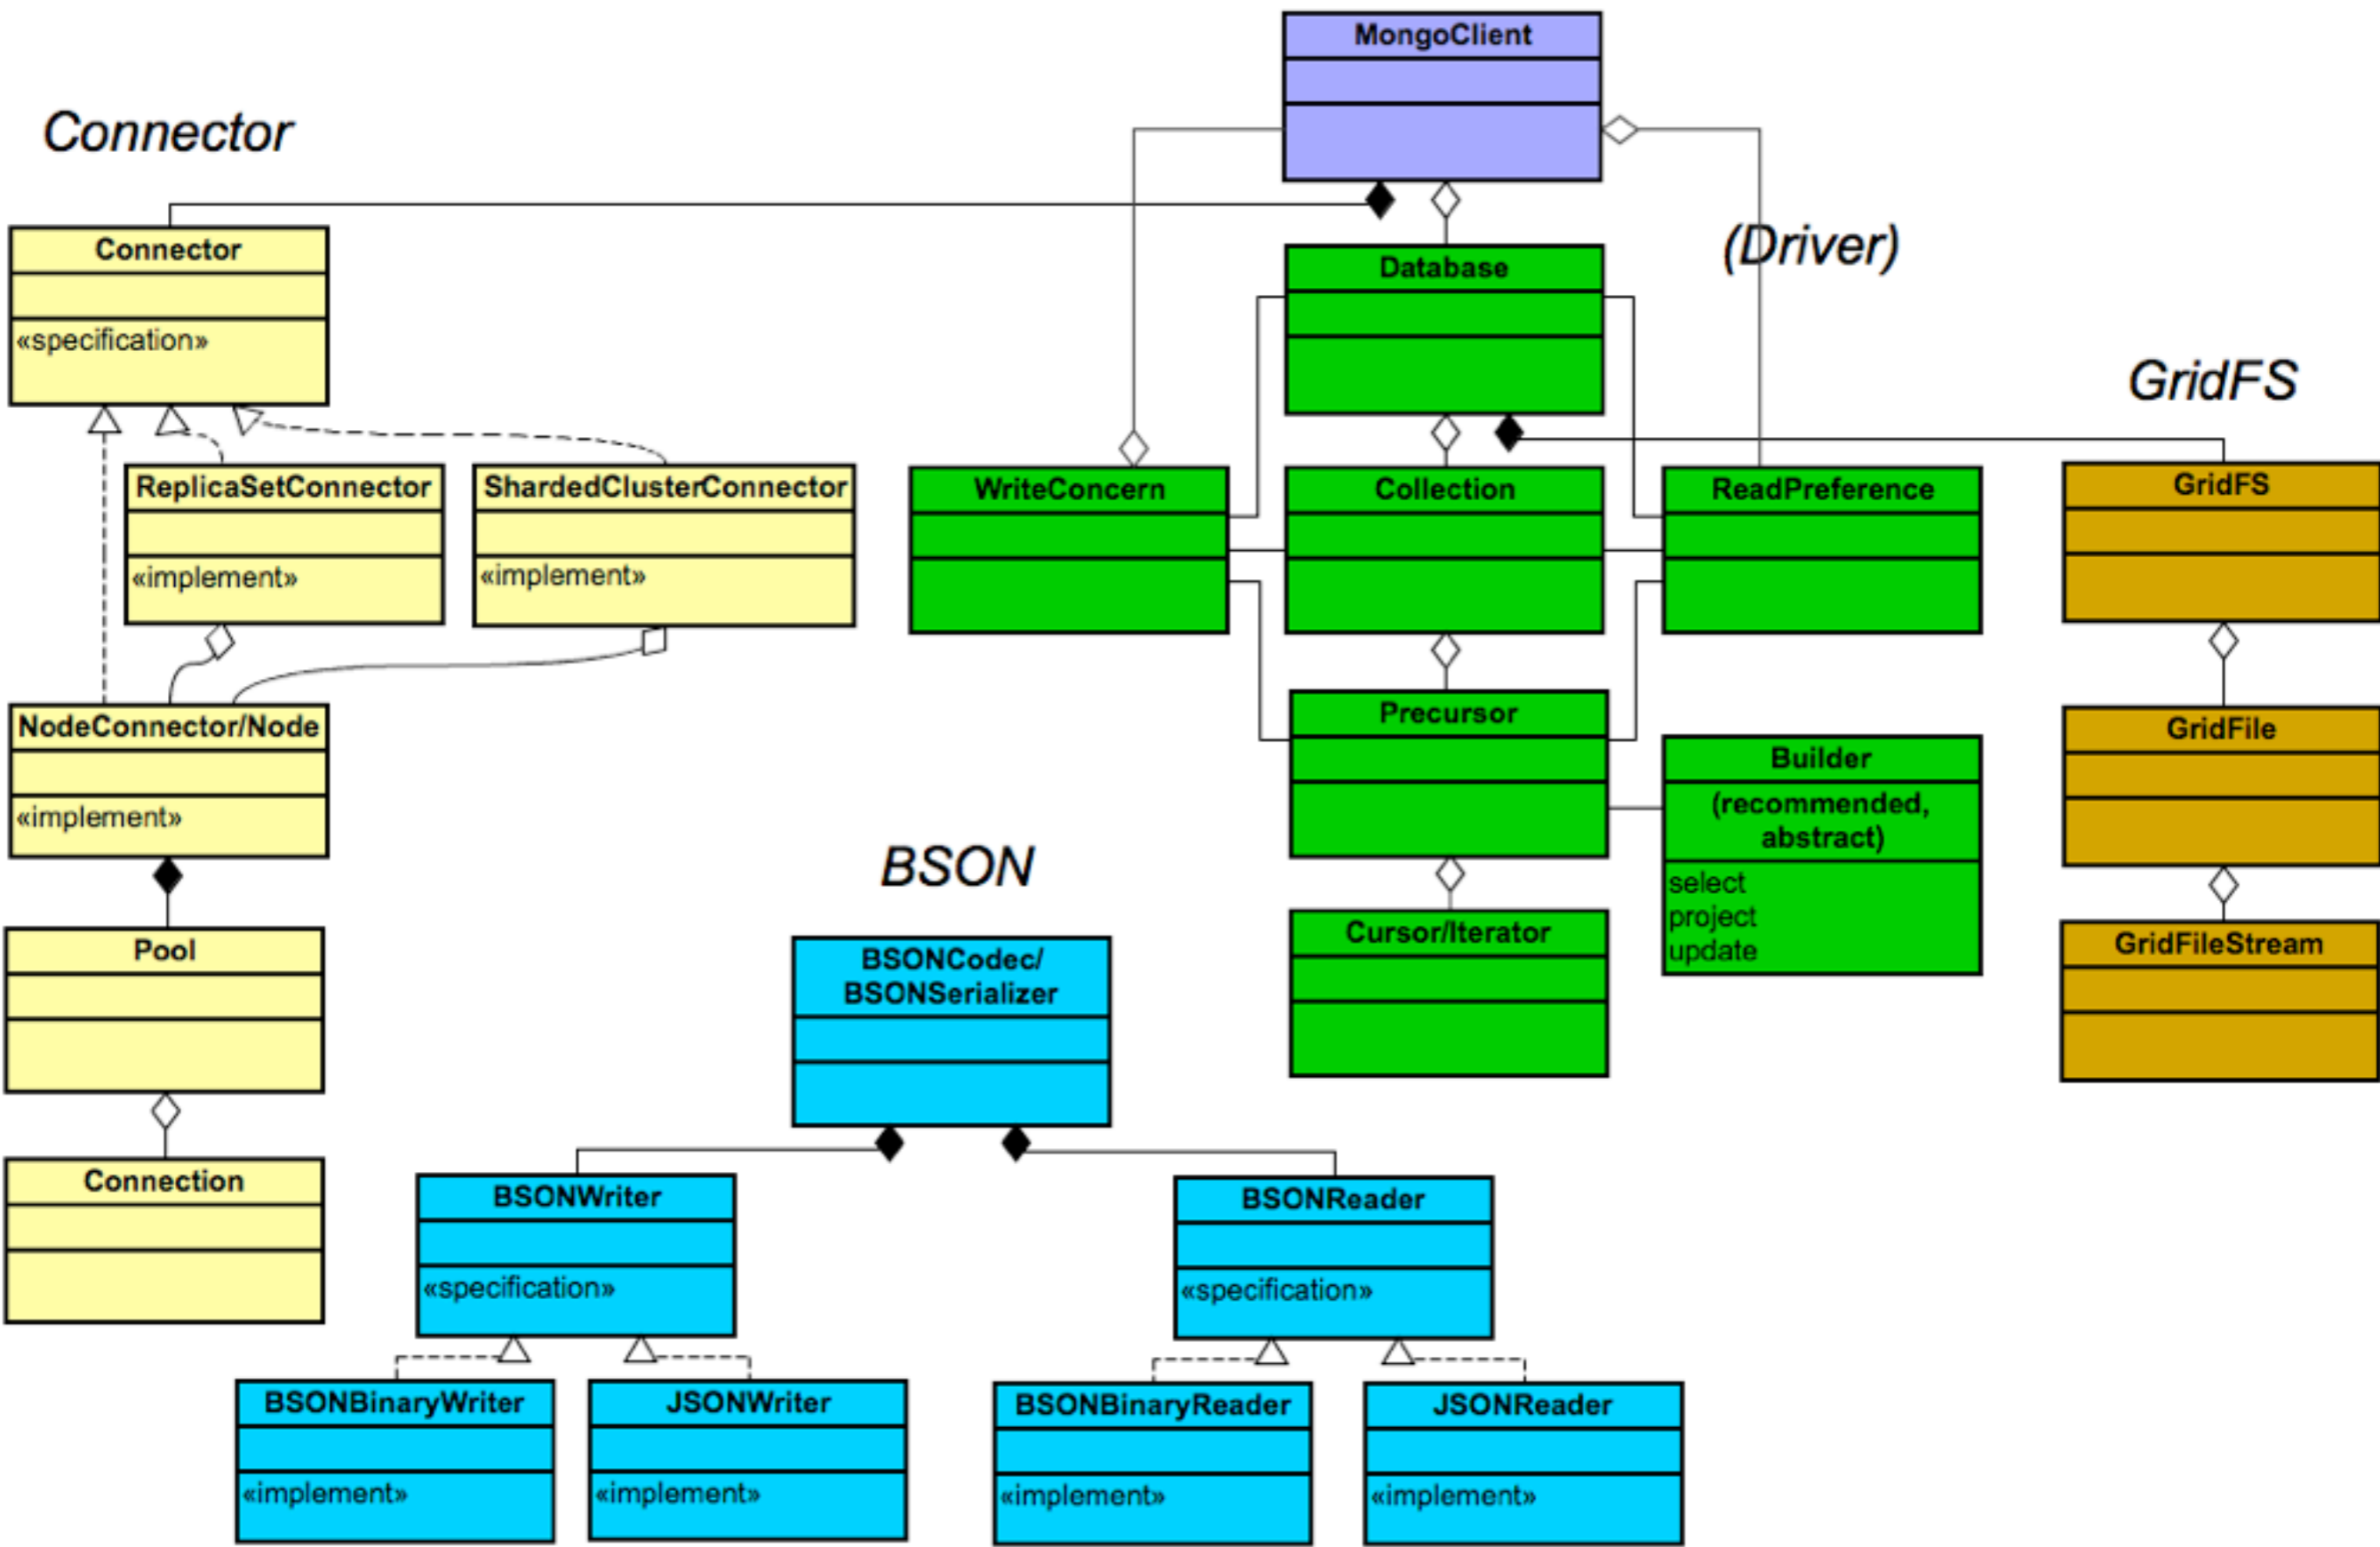 MongoClient
Connector
Connector
«specification»
(Driver)
Database
GridFS
ReplicaSetConnector
«implement»
ShardedClusterConnector
«implement»
WriteConcern
Collection
ReadPreference
GridFS
NodeConnector/Node
«implement»
Precursor
Builder
(recommended,
abstract)
select
project
update
GridFile
BSON
Pool
BSONCodec/
BSONSerializer
Cursor/Iterator
GridFileStream
Connection
BSONWriter
«specification»
BSONReader
«specification»
BSONBinaryWriter
«implement»
JSONWriter
«implement»
BSONBinaryReader
«implement»
JSONReader
«implement»